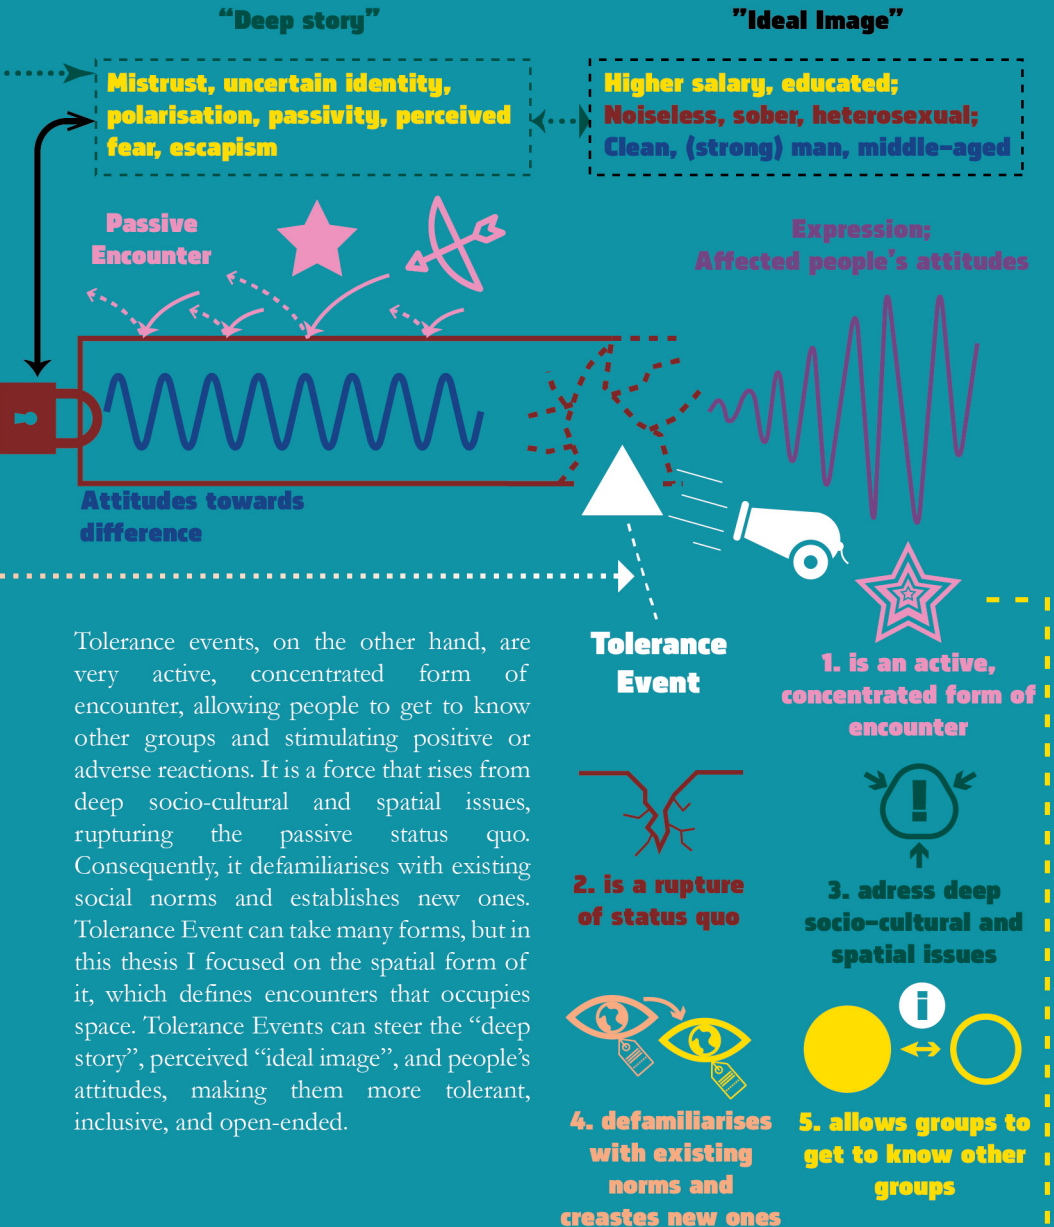 “Deep story”
”Ideal Image”
Mistrust, uncertain identity,
polarisation, passivity, perceived
fear, escapism
Higher salary, educated;
Noiseless, sober, heterosexual;
Clean, (strong) man, middle-aged
Passive
Encounter
Expression;
Affected people's attitudes
Attitudes towards
difference
Tolerance events, on the other hand, are
very active, concentrated form of
encounter, allowing people to get to know
other groups and stimulating positive or
adverse reactions. It is a force that rises from
deep socio-cultural and spatial issues,
rupturing the passive status quo.
Consequently, it defamiliarises with existing
social norms and establishes new ones.
Tolerance Event can take many forms, but in
this thesis I focused on the spatial form of
it, which defines encounters that occupies
space. Tolerance Events can steer the “deep
story”, perceived “ideal image”, and people’s
attitudes, making them more tolerant,
inclusive, and open-ended.
Tolerance
Event
1. is an active,
concentrated form of
encounter
2. is a rupture
of status quo
!
3. adress deep
socio-cultural and
spatial issues
4. defamiliarises
with existing
norms and
creastes new ones
i
5. allows groups to
get to know other
groups